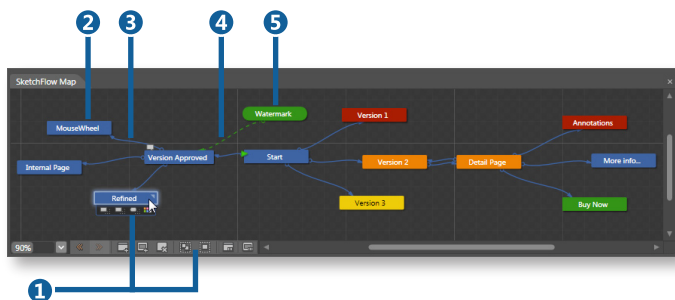 2 3 4 5
SketchFlow Map
Watermark
Version 1
MouseWheel
Annotations
Version Approved
Start
Version 2
Detail Page
More info...
Internal Page
Refined
Version 3
Buy Now
90%
1